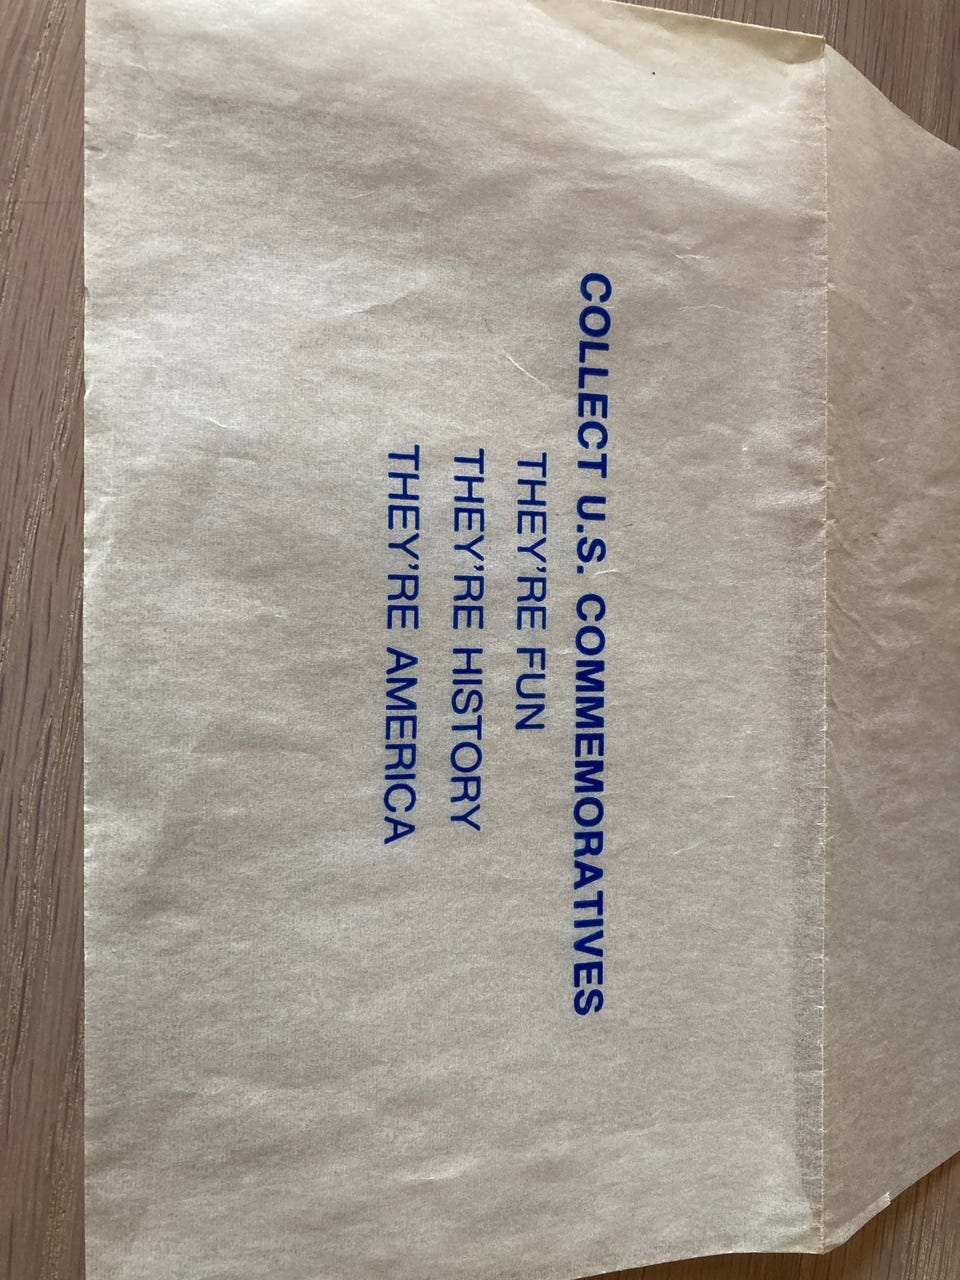 COLLECT U.S. COMMEMORATIVES
THEY'RE FUN
THEY'RE HISTORY
THEY'RE AMERICA